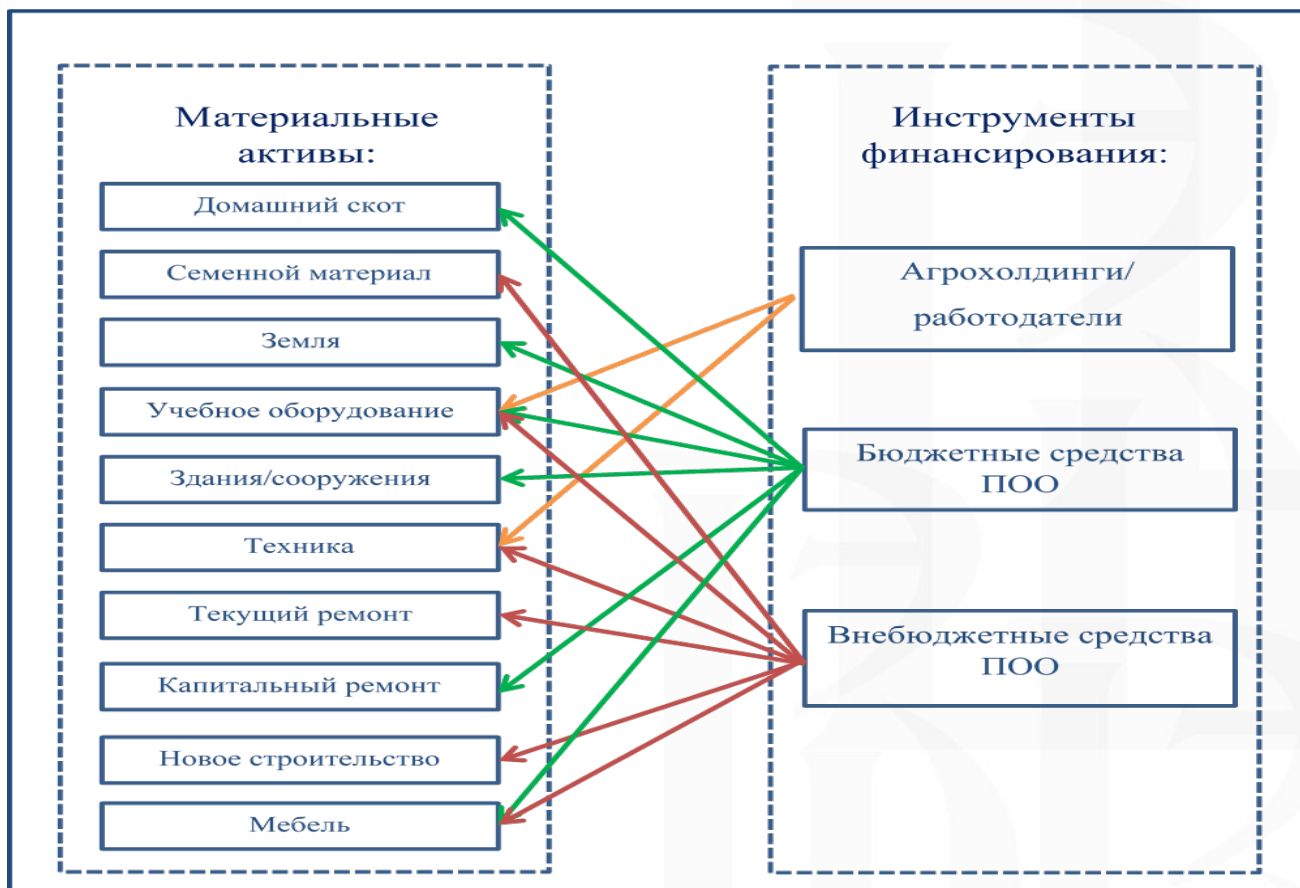 Материальные
активы:
Домашний скот
Семенной материал
Земля
Учебное оборудование
Здания/сооружения
Техника
Текущий ремонт
Капитальный ремонт
Новое строительство
Мебель
Инструменты
финансирования:
Агрохолдинги/
работодатели
Бюджетные средства
ПОО
Внебюджетные средства
ПОО